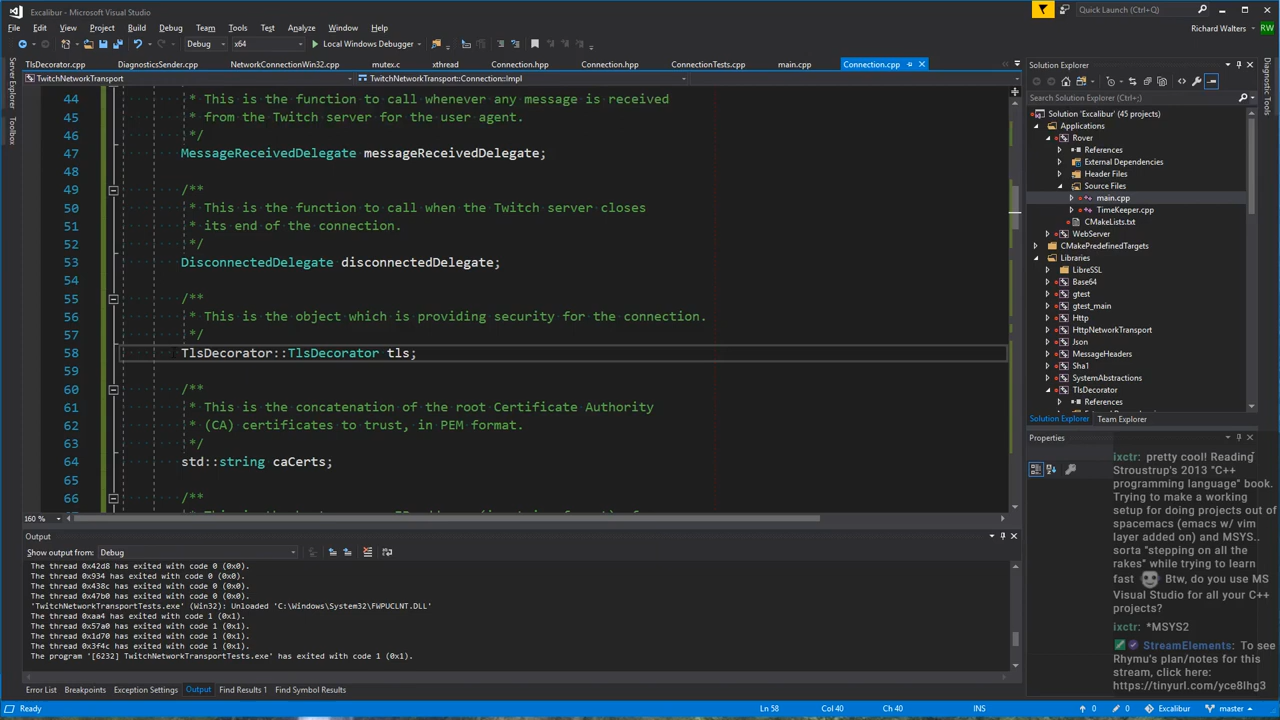 Excalibur - Microsoft Visual Studio
Quick Launch (Ctrl+Q)
File Edit View Project Build Debug Team Tools Test Analyze Window Help
Richard Walters RW
Debug x64 Local Windows Debugger
TlsDecorator.cpp DiagnosticsSender.cpp NetworkConnectionWin32.cpp mutex.c xthread Connection.hpp Connection.hpp ConnectionTests.cpp main.cpp Connection.cpp
TwitchNetworkTransport TwitchNetworkTransport::Connection::Impl
44 * This is the function to call whenever any message is received
45 * from the Twitch server for the user agent.
46 */
47 MessageReceivedDelegate messageReceivedDelegate;
48
49 /**
50 * This is the function to call when the Twitch server closes
51 * its end of the connection.
52 */
53 DisconnectedDelegate disconnectedDelegate;
54
55 /**
56 * This is the object which is providing security for the connection.
57 */
58 TlsDecorator::TlsDecorator tls;
59
60 /**
61 * This is the concatenation of the root Certificate Authority
62 * (CA) certificates to trust, in PEM format.
63 */
64 std::string caCerts;
65
66 /**
160 %
Output
Show output from: Debug
The thread 0x42d8 has exited with code 0 (0x0).
The thread 0x934 has exited with code 0 (0x0).
The thread 0x438c has exited with code 0 (0x0).
The thread 0x47b0 has exited with code 0 (0x0).
'TwitchNetworkTransportTests.exe' (Win32): Unloaded 'C:\Windows\System32\FWPUCLNT.DLL'
The thread 0xaa4 has exited with code 1 (0x1).
The thread 0x57a0 has exited with code 1 (0x1).
The thread 0x1d70 has exited with code 1 (0x1).
The thread 0x3f4c has exited with code 1 (0x1).
The program '[6232] TwitchNetworkTransportTests.exe' has exited with code 1 (0x1).
Error List Breakpoints Exception Settings Output Find Results 1 Find Symbol Results
Server Explorer
Toolbox
Solution Explorer
Search Solution Explorer (Ctrl+;)
Solution 'Excalibur' (45 projects)
Applications
Rover
References
External Dependencies
Header Files
Source Files
main.cpp
TimeKeeper.cpp
CMakeLists.txt
WebServer
CMakePredefinedTargets
Libraries
LibreSSL
Base64
gtest
gtest_main
Http
HttpNetworkTransport
Json
MessageHeaders
Sha1
SystemAbstractions
TlsDecorator
References
Solution Explorer Team Explorer
Diagnostic Tools
Properties
ixctr: pretty cool! Reading
Stroustrup's 2013 "C++
programming language" book.
Trying to make a working
setup for doing projects out of
spacemacs (emacs w/ vim
layer added on) and MSYS..
sorta "stepping on all the
rakes" while trying to learn
fast Btw, do you use MS
Visual Studio for all your C++
projects?
ixctr: *MSYS2
StreamElements: To see
Rhymu's plan/notes for this
stream, click here:
https://tinyurl.com/yce8lhg3
Ready Ln 58 Col 40 Ch 40 INS 0 0 Excalibur master